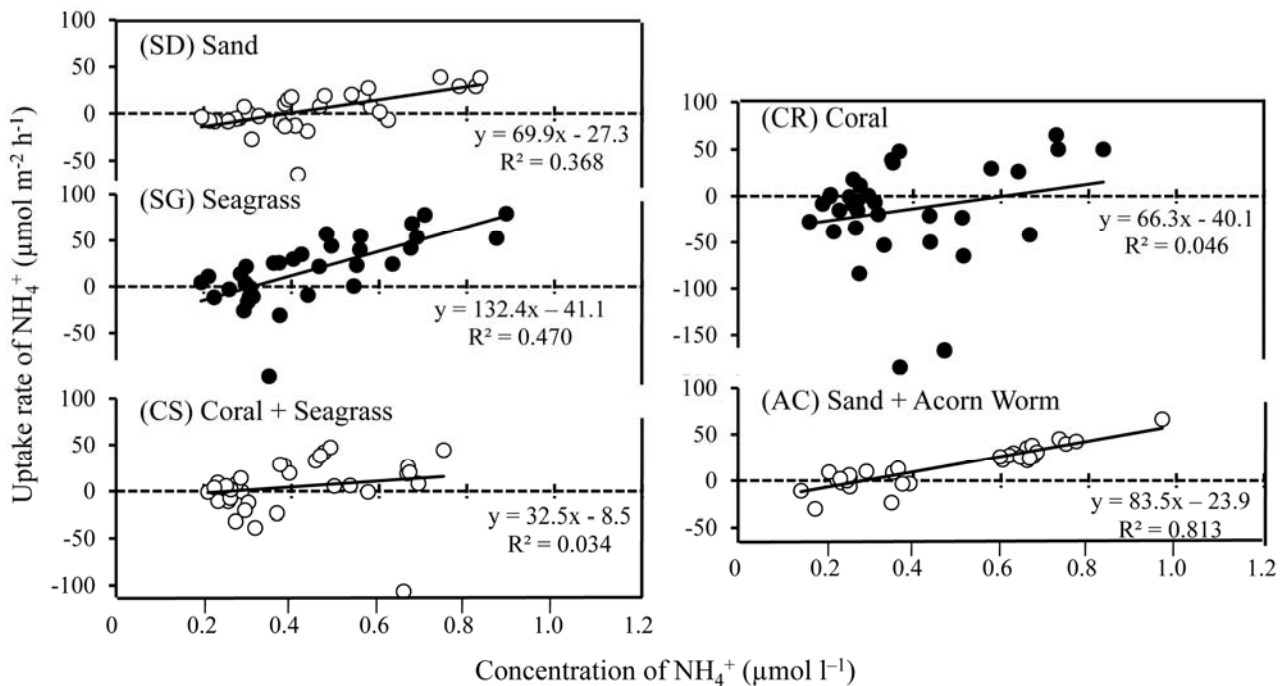 Uptake rate of NH₄⁺ (µmol m⁻² h⁻¹)
100
(SD) Sand
50
0
y = 69.9x - 27.3
R² = 0.368
-50
100
(SG) Seagrass
50
0
y = 132.4x – 41.1
R² = 0.470
-50
100
(CS) Coral + Seagrass
50
0
y = 32.5x - 8.5
R² = 0.034
-50
-100
0 0.2 0.4 0.6 0.8 1.0 1.2
100
(CR) Coral
50
0
y = 66.3x - 40.1
R² = 0.046
-50
-100
-150
100
(AC) Sand + Acorn Worm
50
0
y = 83.5x – 23.9
R² = 0.813
-50
0 0.2 0.4 0.6 0.8 1.0 1.2
Concentration of NH₄⁺ (µmol l⁻¹)